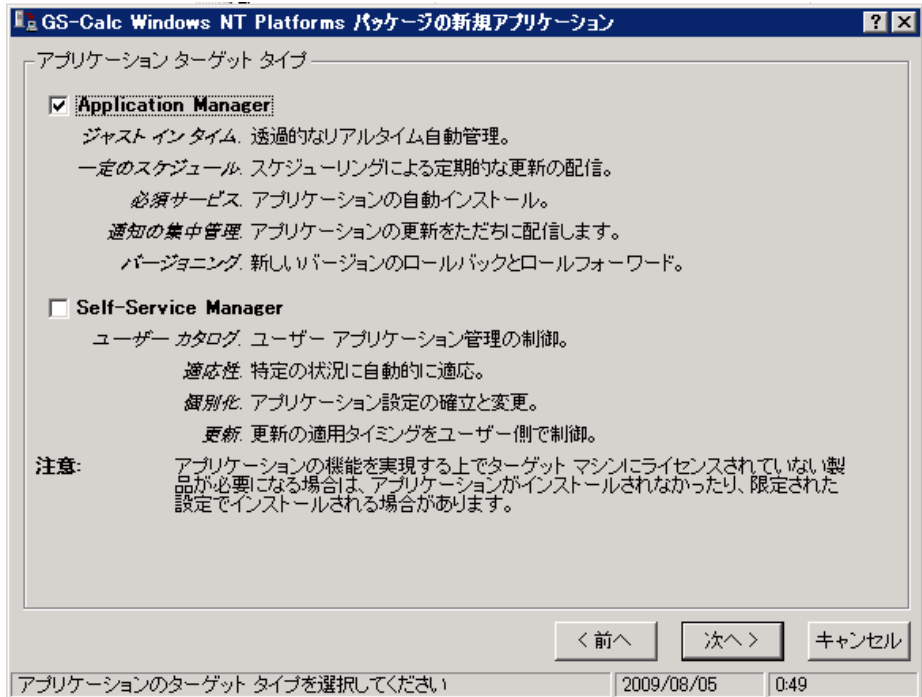 GS-Calc Windows NT Platforms パッケージの新規アプリケーション
アプリケーション ターゲット タイプ
Application Manager
ジャスト イン タイム. 透過的なリアルタイム自動管理。
一定のスケジュール. スケジューリングによる定期的な更新の配信。
必須サービス. アプリケーションの自動インストール。
通知の集中管理. アプリケーションの更新をただちに配信します。
バージョニング. 新しいバージョンのロールバックとロールフォーワード。
Self-Service Manager
ユーザー カタログ. ユーザー アプリケーション管理の制御。
適応性. 特定の状況に自動的に適応。
個別化. アプリケーション設定の確立と変更。
更新. 更新の適用タイミングをユーザー側で制御。
注意: アプリケーションの機能を実現する上でターゲット マシンにライセンスされていない製
品が必要になる場合は、アプリケーションがインストールされなかったり、限定された
設定でインストールされる場合があります。
< 前へ 次へ > キャンセル
アプリケーションのターゲット タイプを選択してください 2009/08/05 0:49